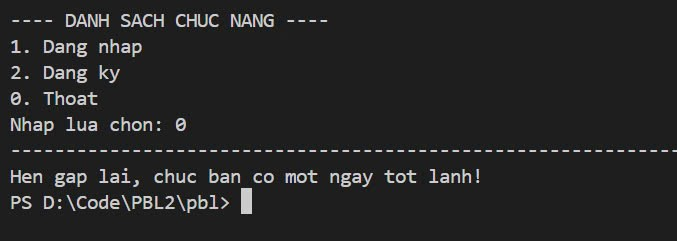 ---- DANH SACH CHUC NANG ----
1. Dang nhap
2. Dang ky
0. Thoat
Nhap lua chon: 0
--------------------------------------------------------------
Hen gap lai, chuc ban co mot ngay tot lanh!
PS D:\Code\PBL2\pbl>